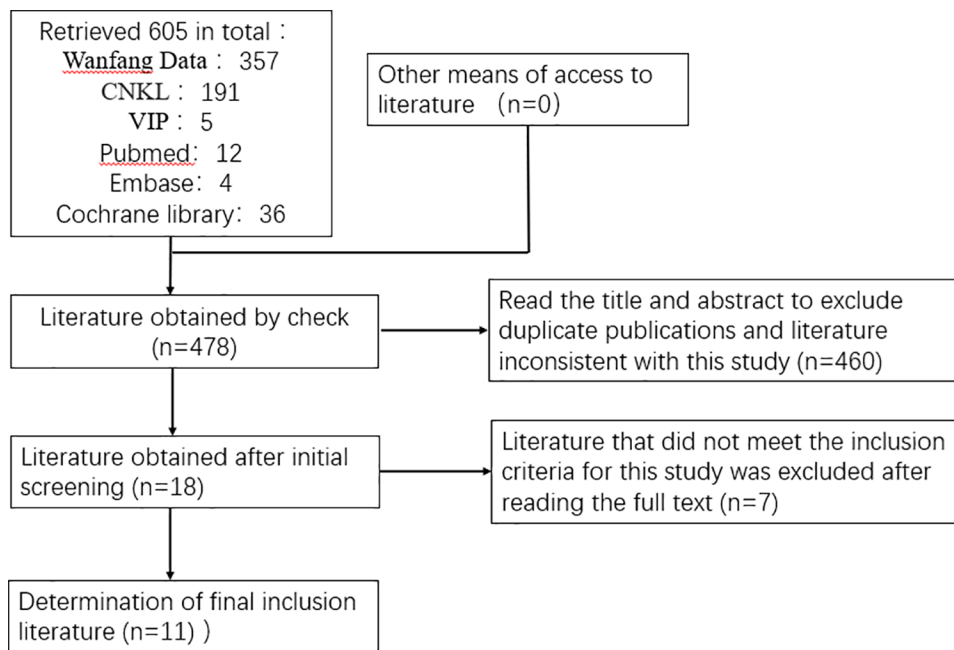 Retrieved 605 in total：
Wanfang Data： 357
CNKL： 191
VIP： 5
Pubmed： 12
Embase： 4
Cochrane library： 36
Other means of access to
literature （n=0）
Literature obtained by check
(n=478)
Read the title and abstract to exclude
duplicate publications and literature
inconsistent with this study (n=460)
Literature obtained after initial
screening (n=18)
Literature that did not meet the inclusion
criteria for this study was excluded after
reading the full text (n=7)
Determination of final inclusion
literature (n=11) )